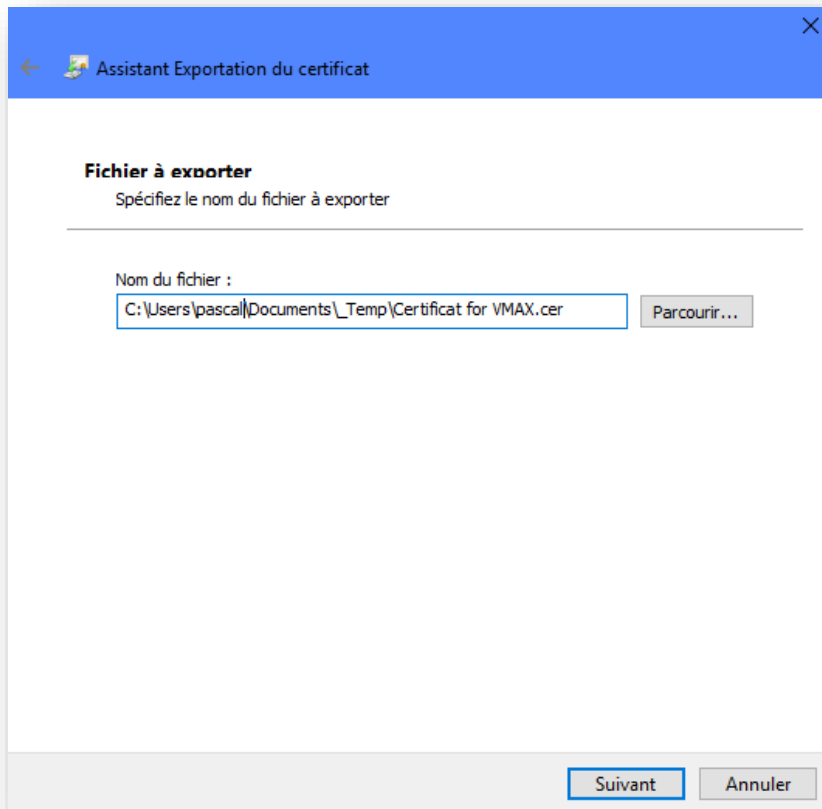 Assistant Exportation du certificat
Fichier à exporter
Spécifiez le nom du fichier à exporter
Nom du fichier :
C:\Users\pascal\Documents\_Temp\Certificat for VMAX.cer
Parcourir...
Suivant
Annuler